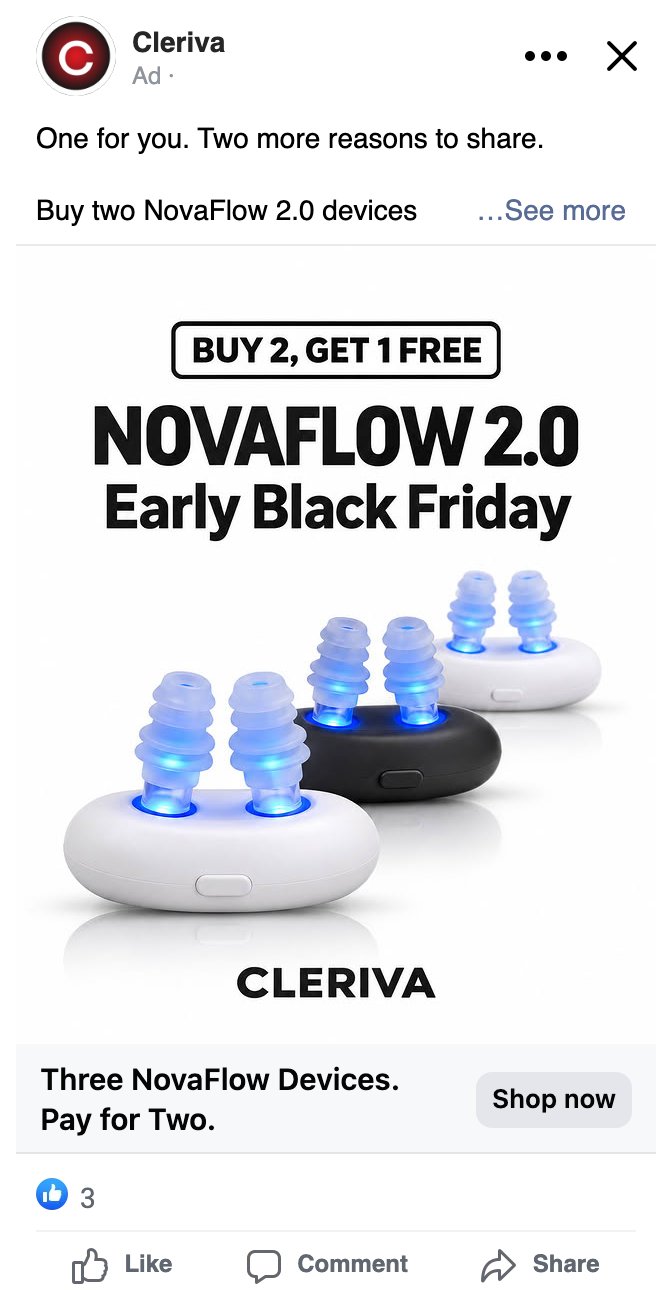 C
Cleriva
Ad ·
One for you. Two more reasons to share.
Buy two NovaFlow 2.0 devices ...See more
BUY 2, GET 1 FREE
NOVAFLOW 2.0
Early Black Friday
CLERIVA
Three NovaFlow Devices.
Pay for Two.
Shop now
3
Like Comment Share